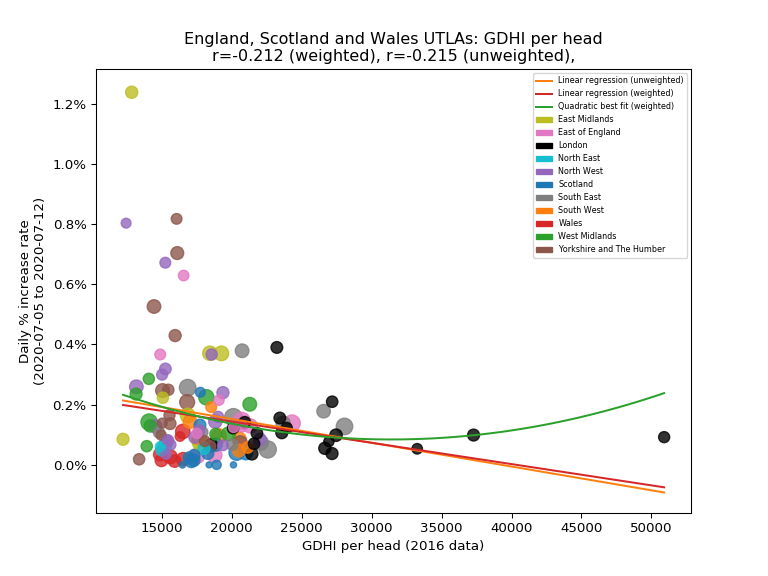 England, Scotland and Wales UTLAs: GDHI per head
r=-0.212 (weighted), r=-0.215 (unweighted),
Daily % increase rate
(2020-07-05 to 2020-07-12)
1.2%
1.0%
0.8%
0.6%
0.4%
0.2%
0.0%
Linear regression (unweighted)
Linear regression (weighted)
Quadratic best fit (weighted)
East Midlands
East of England
London
North East
North West
Scotland
South East
South West
Wales
West Midlands
Yorkshire and The Humber
15000 20000 25000 30000 35000 40000 45000 50000
GDHI per head (2016 data)